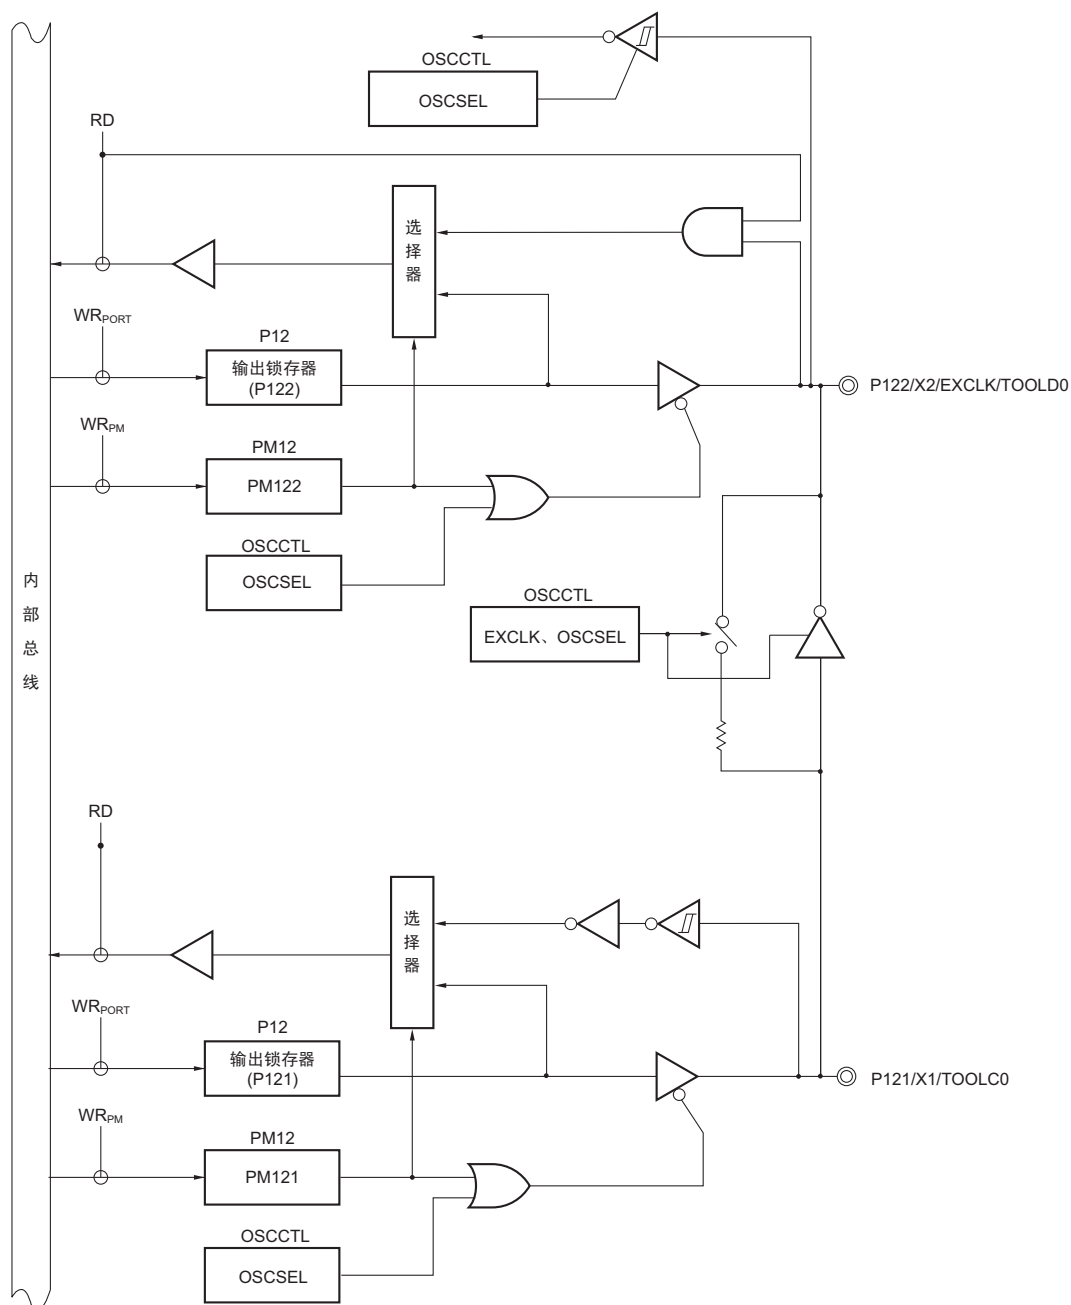 OSCCTL
OSCSEL
RD
选择器
WRPORT
P12
输出锁存器
(P122)
P122/X2/EXCLK/TOOLD0
WRPM
PM12
PM122
OSCCTL
OSCSEL
内部总线
OSCCTL
EXCLK、OSCSEL
RD
选择器
WRPORT
P12
输出锁存器
(P121)
P121/X1/TOOLC0
WRPM
PM12
PM121
OSCCTL
OSCSEL